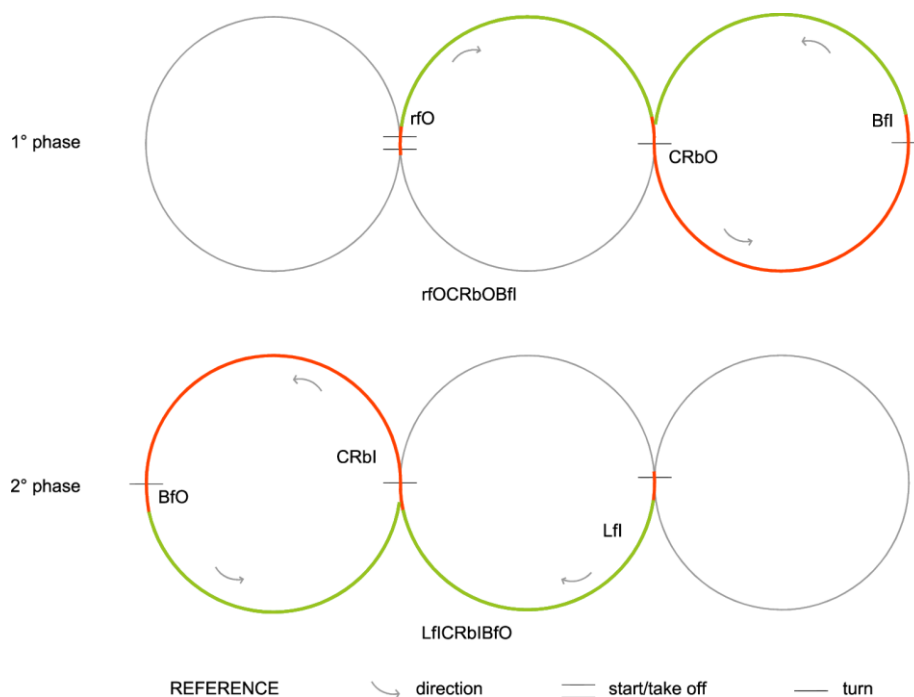 rfO
BfI
1° phase
CRbO
rfOCRbOBfI
CRbI
2° phase
BfO
LfI
LfICRbIBfO
REFERENCE direction start/take off turn